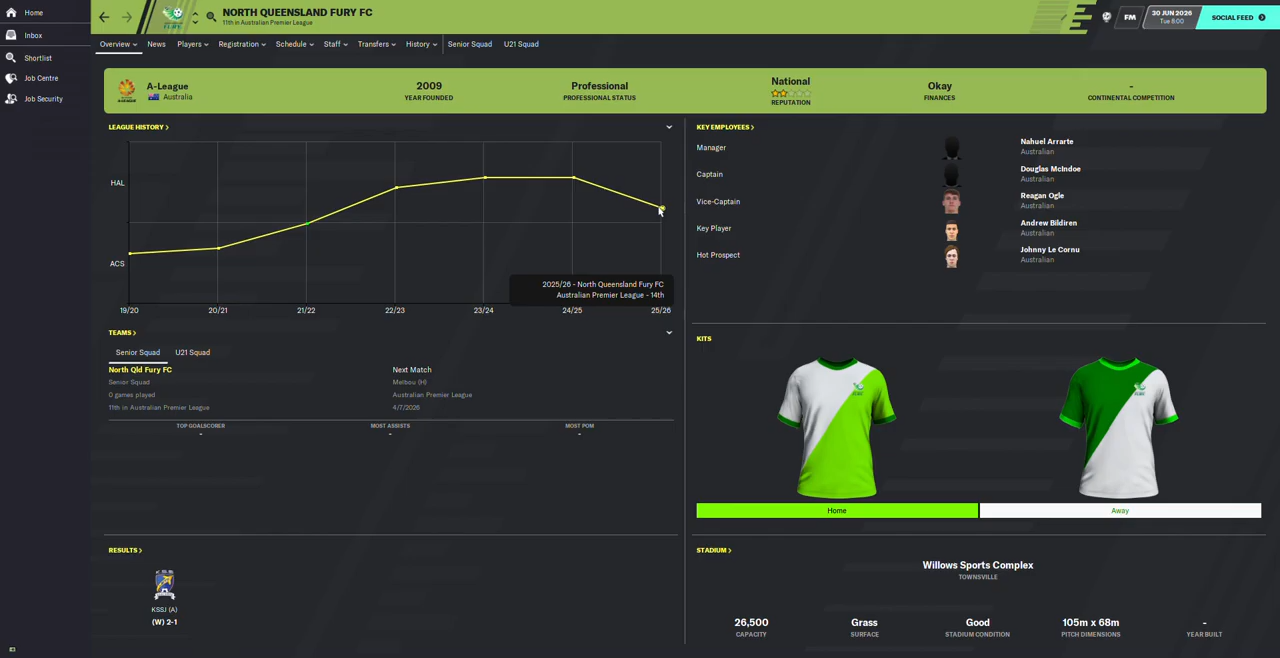 Home
Inbox
Shortlist
Job Centre
Job Security
NORTH QUEENSLAND FURY FC
11th in Australian Premier League
FM
30 JUN 2026
Tue 8:00
SOCIAL FEED
Overview
News
Players
Registration
Schedule
Staff
Transfers
History
Senior Squad
U21 Squad
A-League
Australia
2009
YEAR FOUNDED
Professional
PROFESSIONAL STATUS
National
REPUTATION
Okay
FINANCES
-
CONTINENTAL COMPETITION
LEAGUE HISTORY >
HAL
ACS
19/20
20/21
21/22
22/23
23/24
24/25
25/26
2025/26 - North Queensland Fury FC
Australian Premier League - 14th
TEAMS >
Senior Squad
U21 Squad
North Qld Fury FC
Senior Squad
0 games played
11th in Australian Premier League
Next Match
Melbou (H)
Australian Premier League
4/7/2026
TOP GOALSCORER
-
MOST ASSISTS
-
MOST POM
-
RESULTS >
KSSJ (A)
(W) 2-1
KEY EMPLOYEES >
Manager
Nahuel Arrarte
Australian
Captain
Douglas McIndoe
Australian
Vice-Captain
Reagan Ogle
Australian
Key Player
Andrew Bildiren
Australian
Hot Prospect
Johnny Le Cornu
Australian
KITS
Home
Away
STADIUM >
Willows Sports Complex
TOWNSVILLE
26,500
CAPACITY
Grass
SURFACE
Good
STADIUM CONDITION
105m x 68m
PITCH DIMENSIONS
-
YEAR BUILT